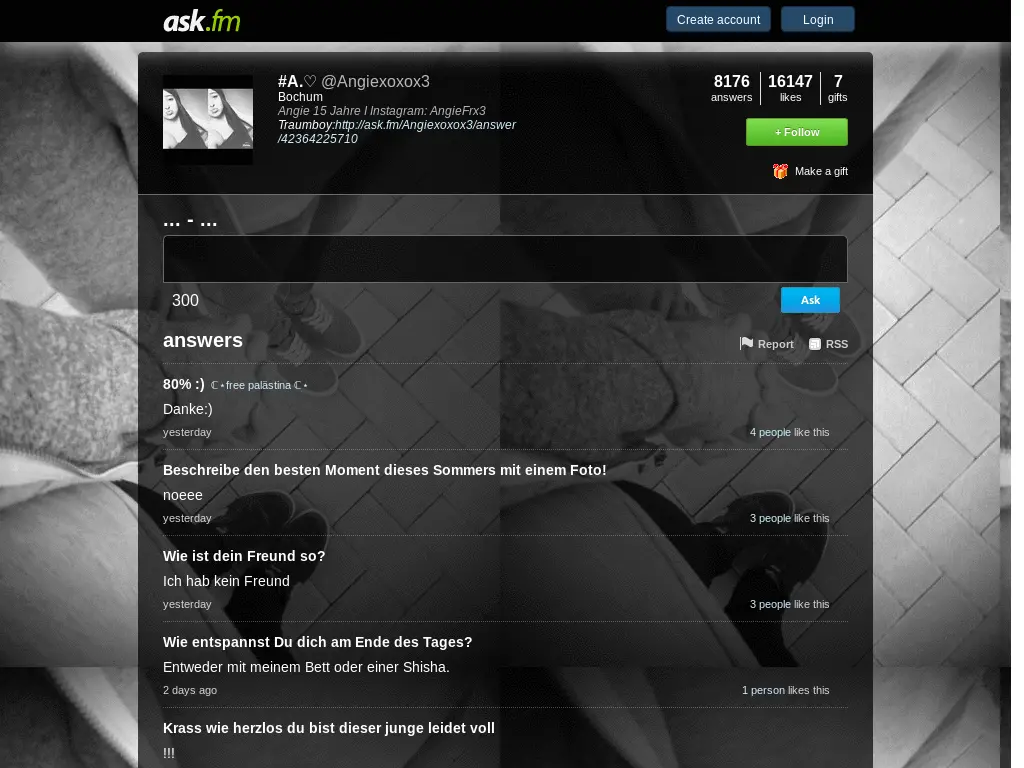 ask.fm
Create account
Login
#A.♡ @Angiexoxox3
Bochum
Angie 15 Jahre I Instagram: AngieFrx3
Traumboy:http://ask.fm/Angiexoxox3/answer
/42364225710
8176 answers
16147 likes
7 gifts
+ Follow
Make a gift
... - ...
300
Ask
answers
Report
RSS
80% :) ☾⋆free palästina ☾⋆
Danke:)
yesterday
4 people like this
Beschreibe den besten Moment dieses Sommers mit einem Foto!
noeee
yesterday
3 people like this
Wie ist dein Freund so?
Ich hab kein Freund
yesterday
3 people like this
Wie entspannst Du dich am Ende des Tages?
Entweder mit meinem Bett oder einer Shisha.
2 days ago
1 person likes this
Krass wie herzlos du bist dieser junge leidet voll
!!!